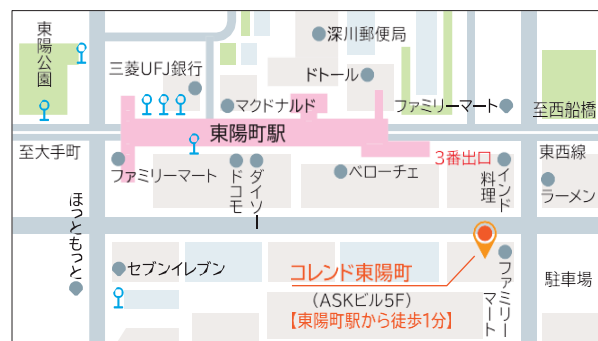 東陽公園
三菱UFJ銀行
深川郵便局
ドトール
マクドナルド
ファミリーマート
至西船橋
東陽町駅
至大手町
3番出口
東西線
ファミリーマート
ドコモ
ダイソー
ベローチェ
インド料理
ラーメン
ほっともっと
セブンイレブン
コレンド東陽町
(ASKビル5F)
【東陽町駅から徒歩1分】
ファミリーマート
駐車場